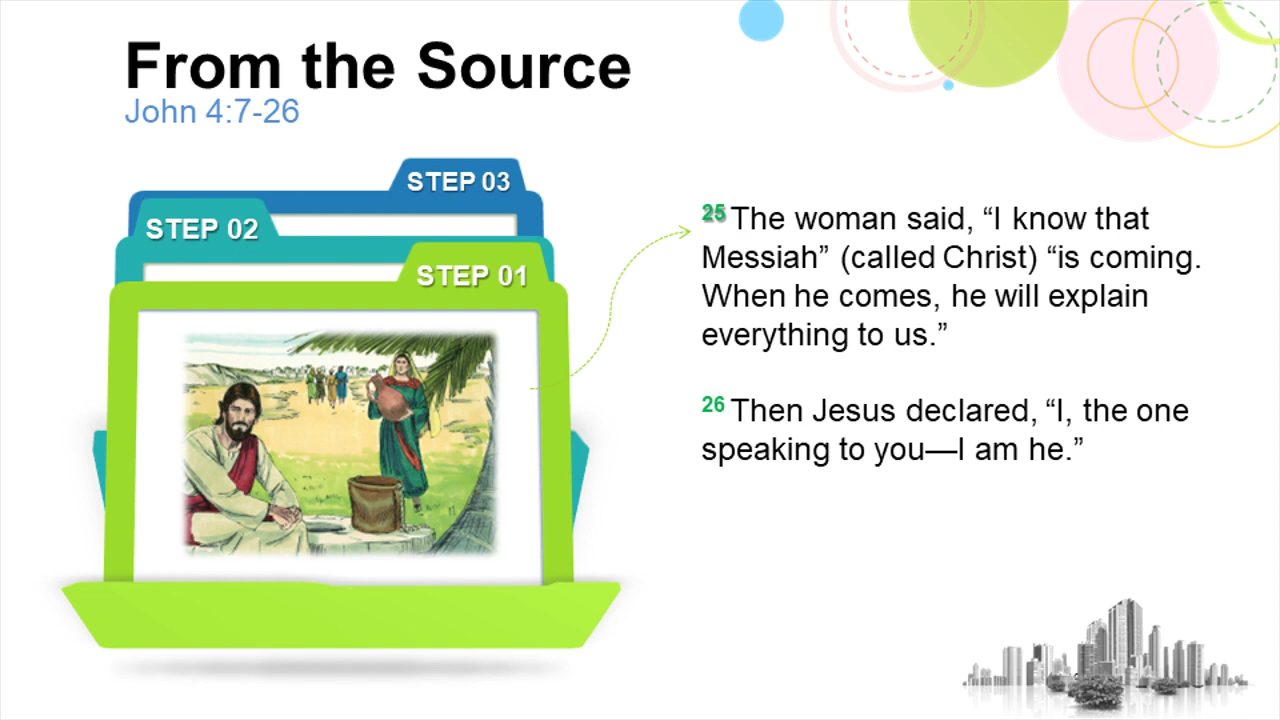 From the Source
John 4:7-26
STEP 03
STEP 02
STEP 01
25 The woman said, “I know that
Messiah” (called Christ) “is coming.
When he comes, he will explain
everything to us.”
26 Then Jesus declared, “I, the one
speaking to you—I am he.”